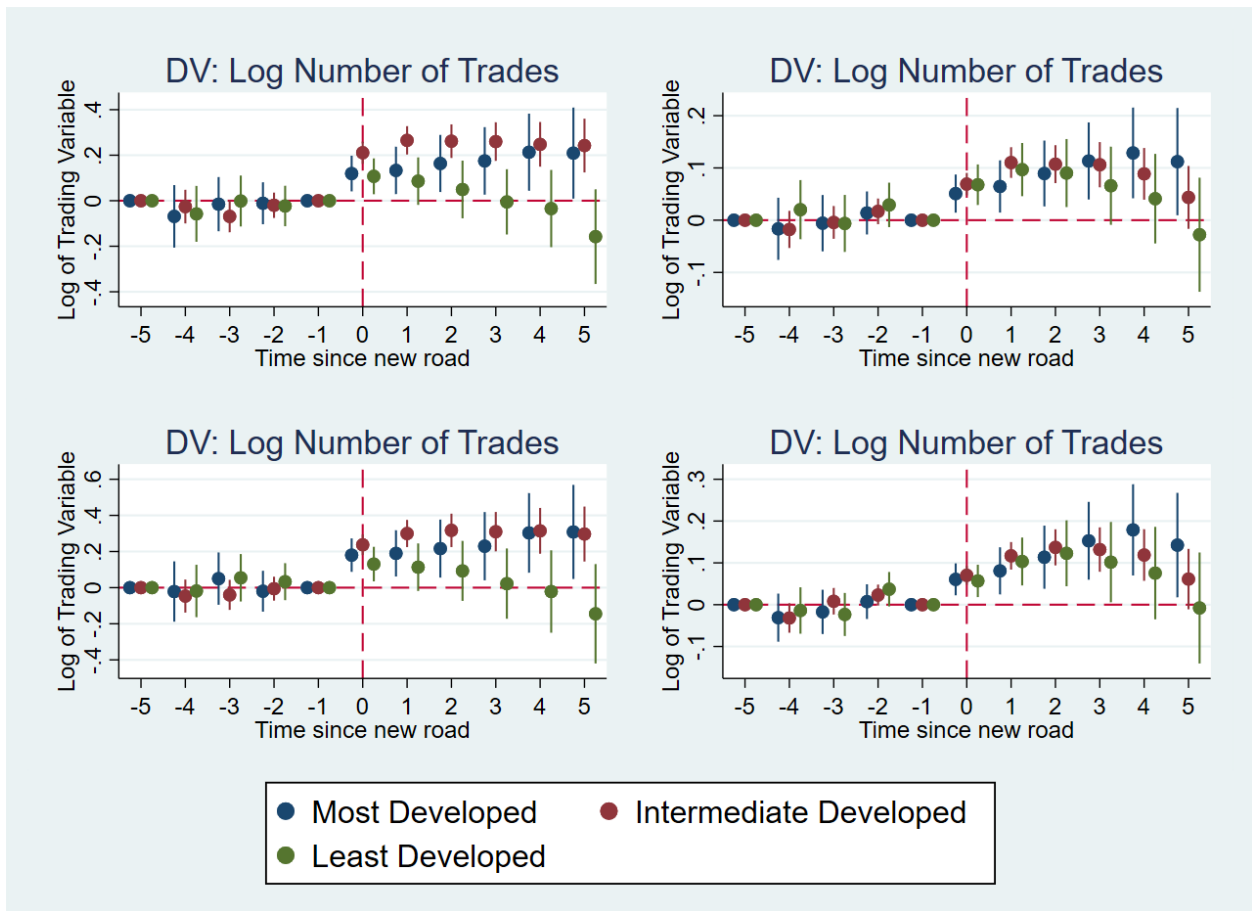 DV: Log Number of Trades
Log of Trading Variable
.4
.2
0
-.2
-.4
-5 -4 -3 -2 -1 0 1 2 3 4 5
Time since new road
DV: Log Number of Trades
Log of Trading Variable
.2
.1
0
-.1
-5 -4 -3 -2 -1 0 1 2 3 4 5
Time since new road
DV: Log Number of Trades
Log of Trading Variable
.6
.4
.2
0
-.2
-.4
-5 -4 -3 -2 -1 0 1 2 3 4 5
Time since new road
DV: Log Number of Trades
Log of Trading Variable
.3
.2
.1
0
-.1
-5 -4 -3 -2 -1 0 1 2 3 4 5
Time since new road
Most Developed Intermediate Developed
Least Developed